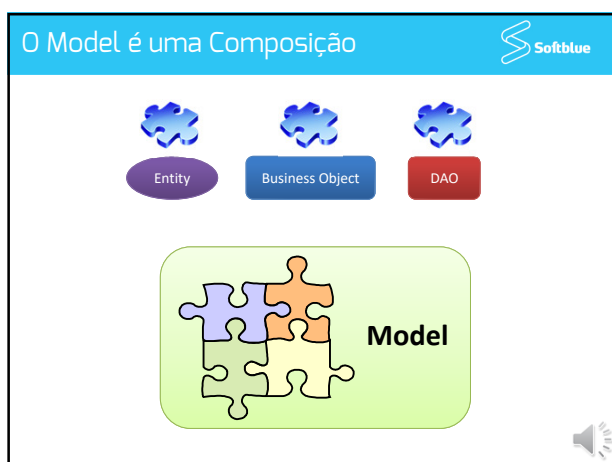 O Model é uma Composição
Softblue
Entity
Business Object
DAO
Model